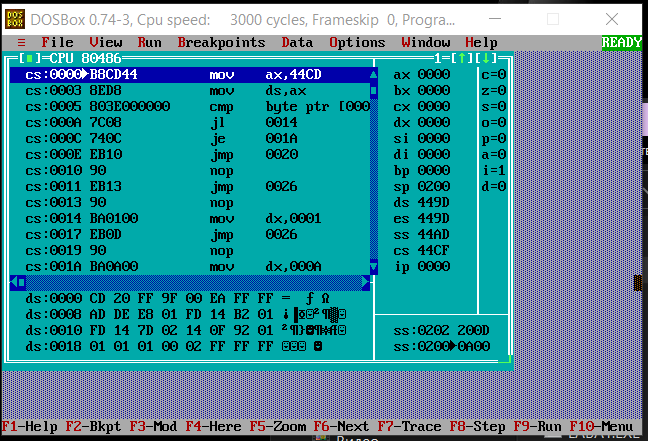 DOSBox 0.74-3, Cpu speed: 3000 cycles, Frameskip 0, Progra...
≡ File View Run Breakpoints Data Options Window Help READY
[■]=CPU 80486 1=[↑][↓]
cs:0000►B8CD44 mov ax,44CD ax 0000 c=0
cs:0003 8ED8 mov ds,ax bx 0000 z=0
cs:0005 803E000000 cmp byte ptr [000 cx 0000 s=0
cs:000A 7C08 jl 0014 dx 0000 o=0
cs:000C 740C je 001A si 0000 p=0
cs:000E EB10 jmp 0020 di 0000 a=0
cs:0010 90 nop bp 0000 i=1
cs:0011 EB13 jmp 0026 sp 0200 d=0
cs:0013 90 nop ds 449D
cs:0014 BA0100 mov dx,0001 es 449D
cs:0017 EB0D jmp 0026 ss 44AD
cs:0019 90 nop cs 44CF
cs:001A BA0A00 mov dx,000A ip 0000
ds:0000 CD 20 FF 9F 00 EA FF FF = ƒ Ω
ds:0008 AD DE E8 01 FD 14 B2 01
ds:0010 FD 14 7D 02 14 0F 92 01
ds:0018 01 01 01 00 02 FF FF FF
ss:0202 200D
ss:0200►0A00
F1-Help F2-Bkpt F3-Mod F4-Here F5-Zoom F6-Next F7-Trace F8-Step F9-Run F10-Menu